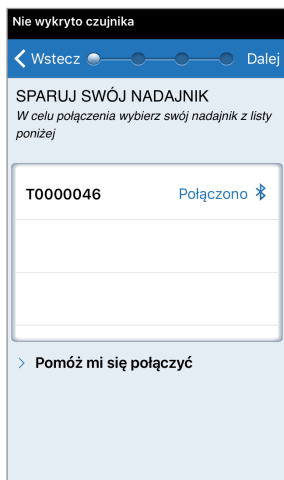 Nie wykryto czujnika
Wstecz Dalej
SPARUJ SWÓJ NADAJNIK
W celu połączenia wybierz swój nadajnik z listy
poniżej
T0000046 Połączono
Pomóż mi się połączyć